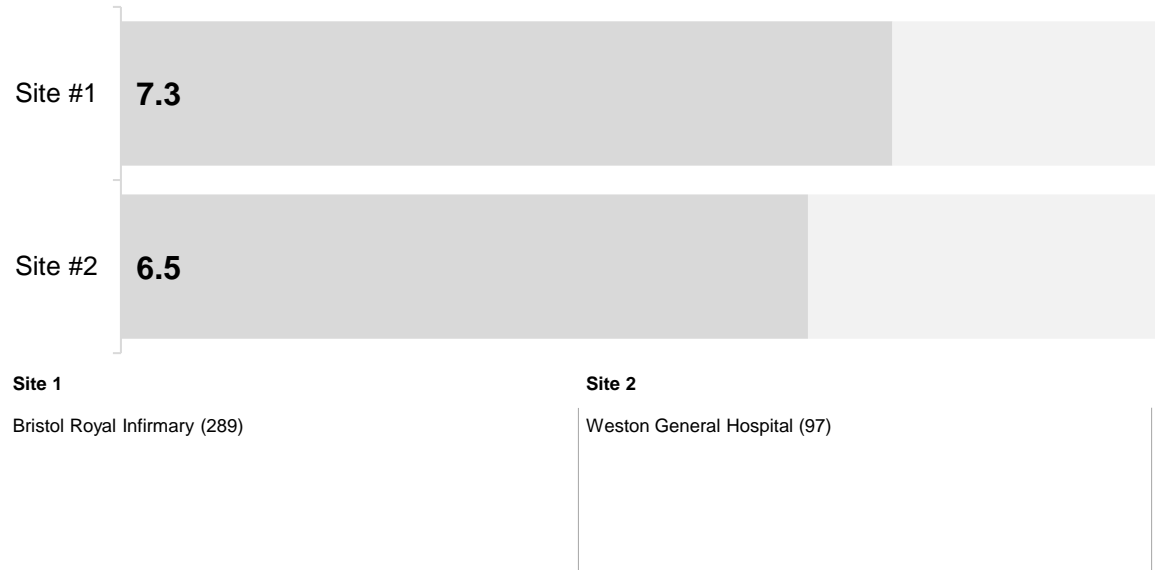 Site #1 7.3
Site #2 6.5
Site 1 Site 2
Bristol Royal Infirmary (289) Weston General Hospital (97)